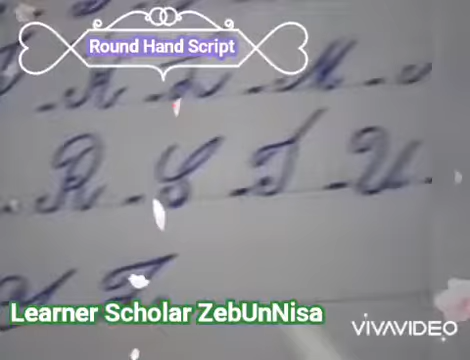 Round Hand Script
K - L - M -
- R - S - T - U -
Learner Scholar ZebUnNisa
VIVAVIDEO